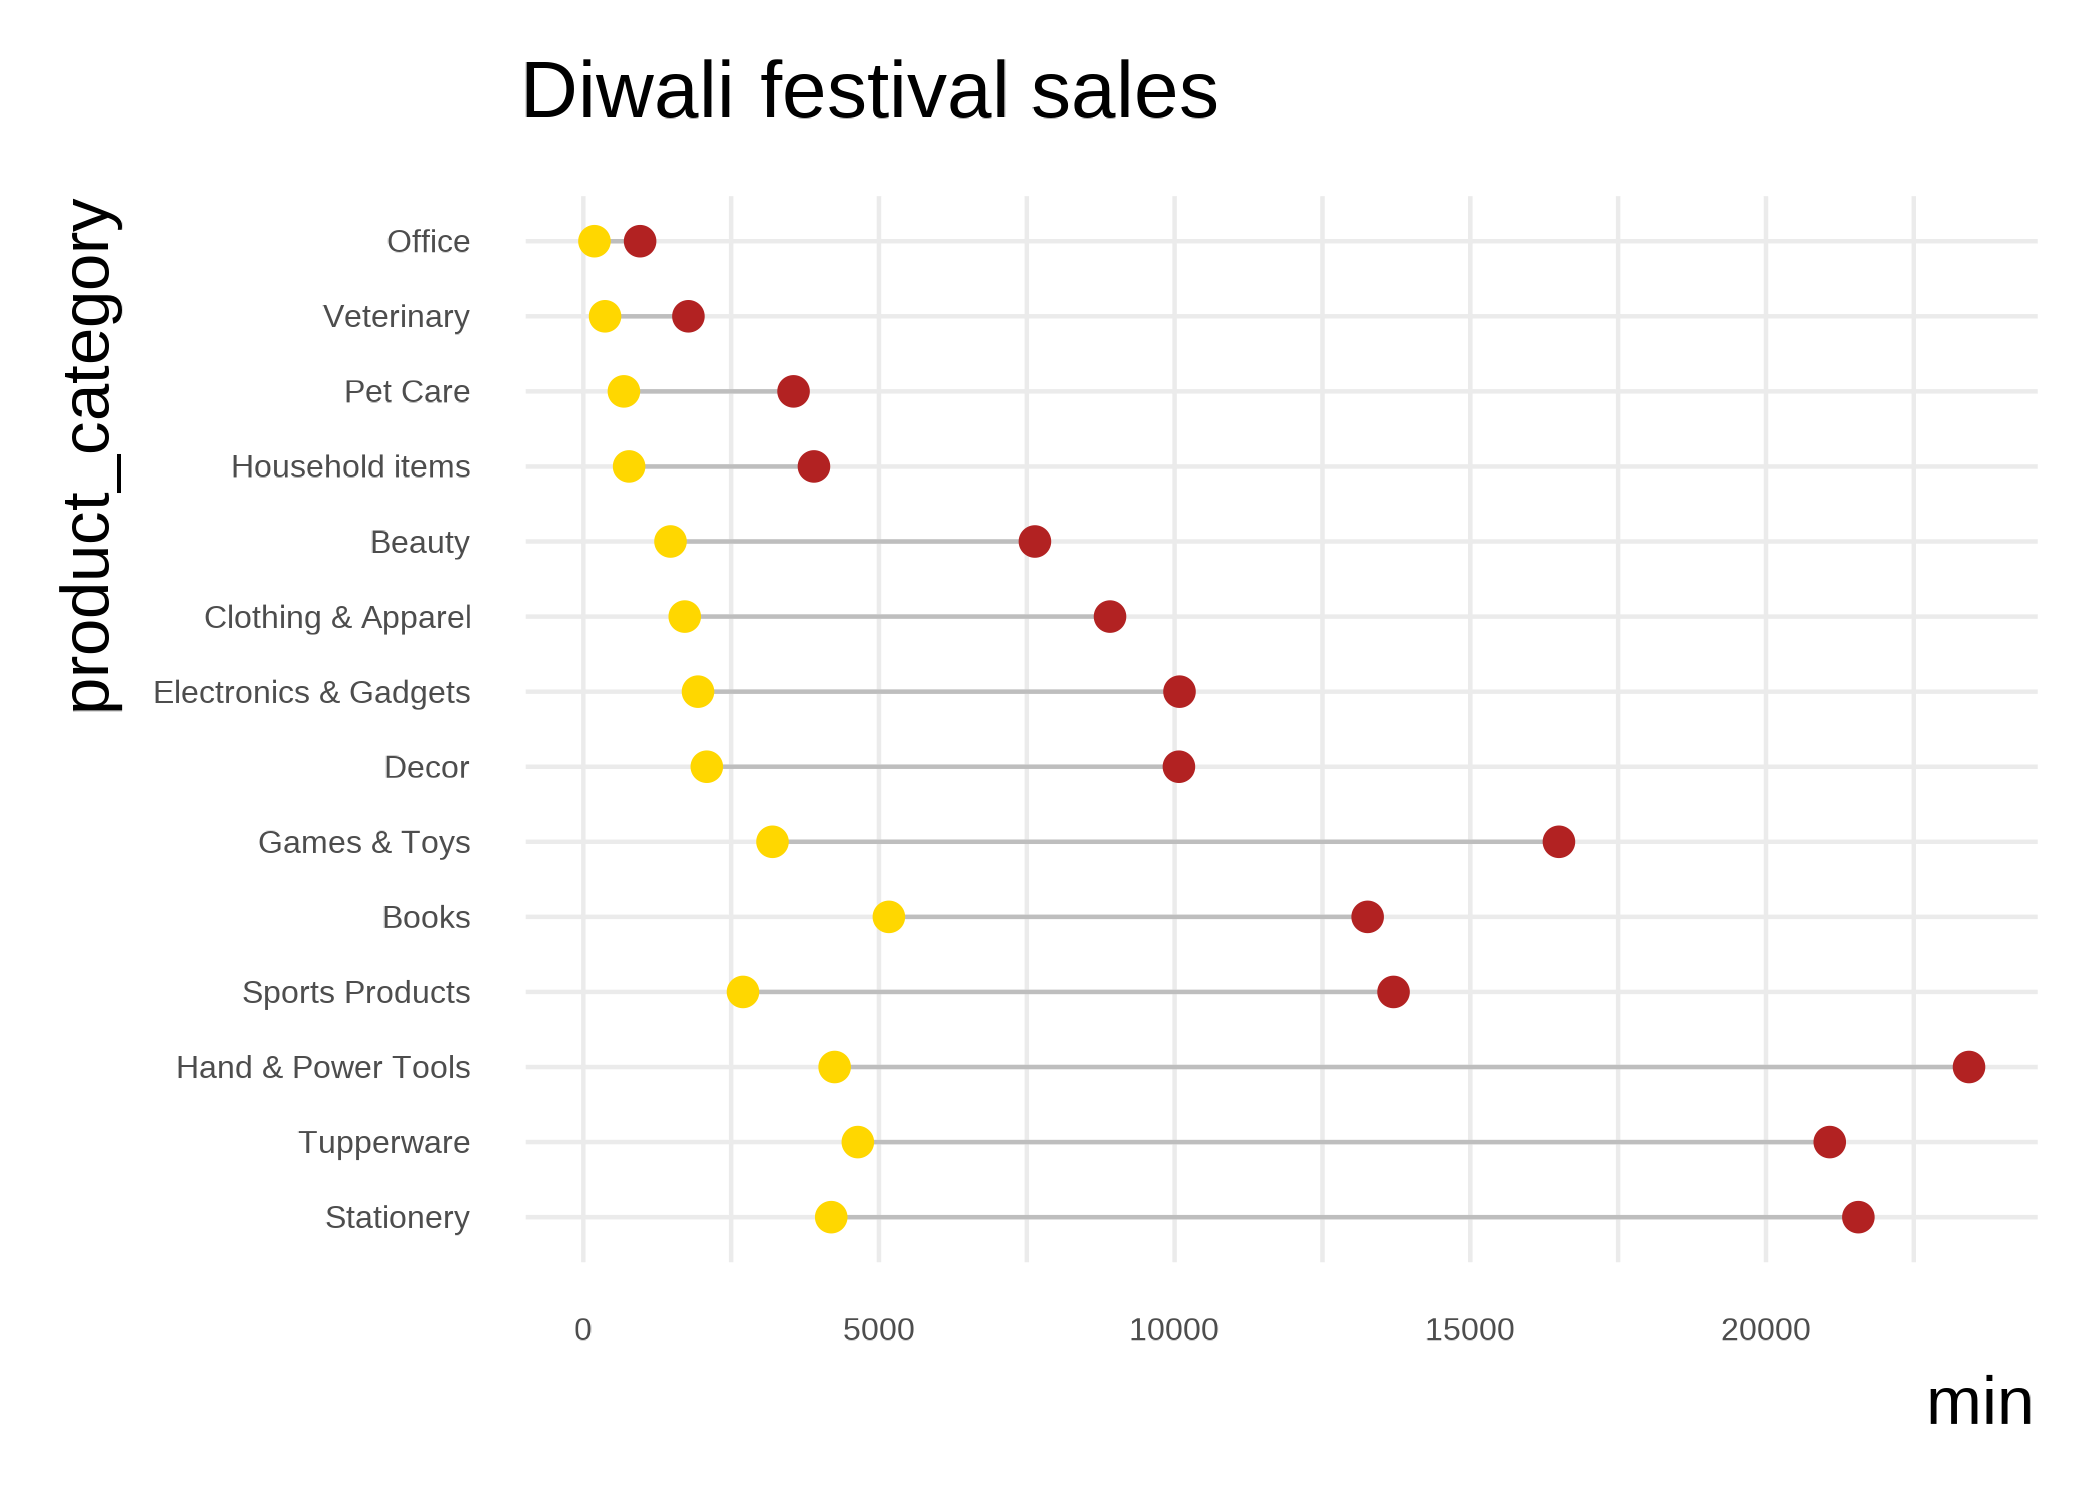 Diwali festival sales
product_category
Office
Veterinary
Pet Care
Household items
Beauty
Clothing & Apparel
Electronics & Gadgets
Decor
Games & Toys
Books
Sports Products
Hand & Power Tools
Tupperware
Stationery
0 5000 10000 15000 20000
min